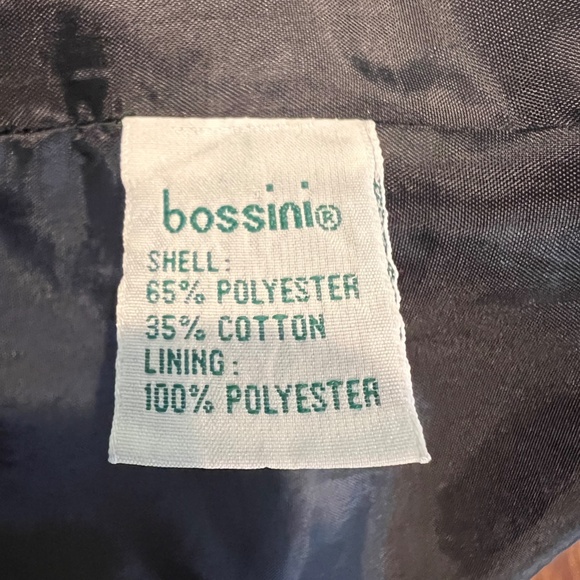 bossini®
SHELL:
65% POLYESTER
35% COTTON
LINING:
100% POLYESTER